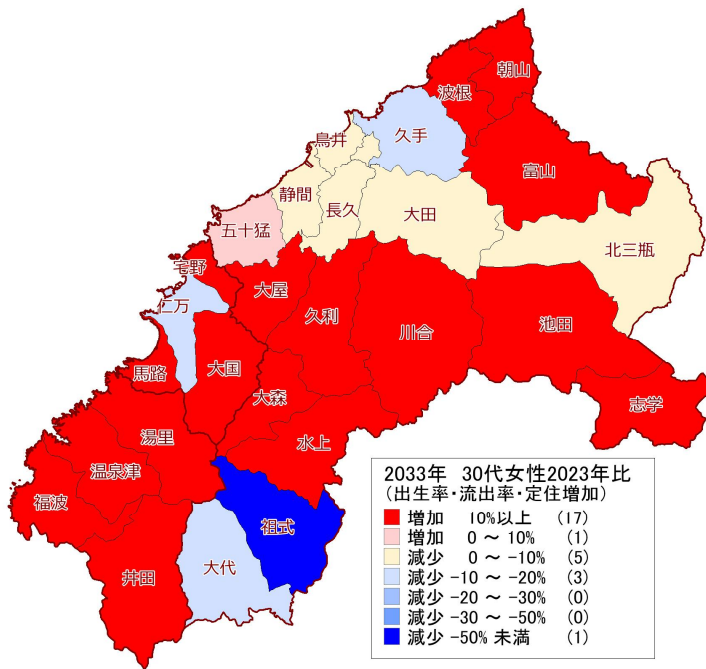 朝山
波根
鳥井
久手
富山
静間
長久
大田
五十猛
北三瓶
宅野
大屋
仁万
久利
川合
池田
馬路
大国
大森
志学
湯里
水上
温泉津
福波
祖式
大代
井田
2033年 30代女性2023年比
(出生率・流出率・定住増加)
増加 10%以上 (17)
増加 0 ～ 10% (1)
減少 0 ～ -10% (5)
減少 -10 ～ -20% (3)
減少 -20 ～ -30% (0)
減少 -30 ～ -50% (0)
減少 -50% 未満 (1)